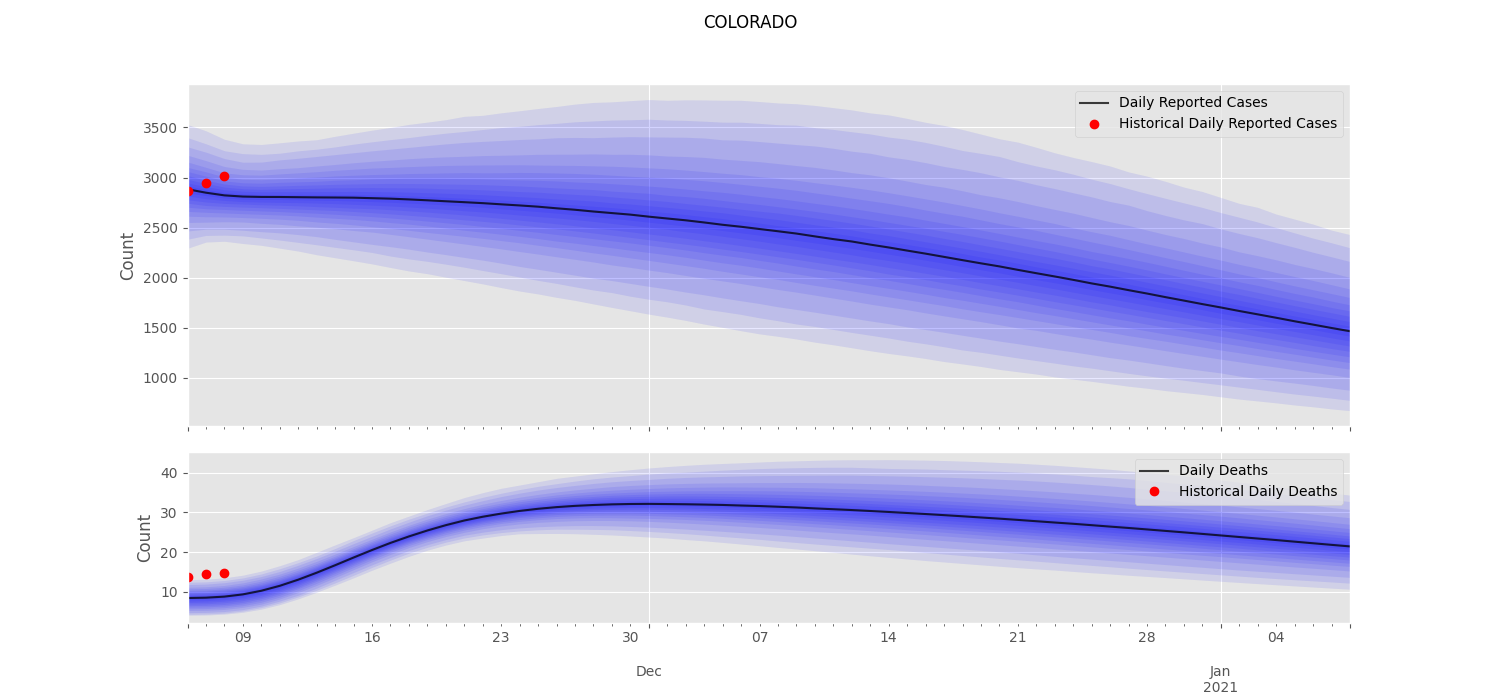 COLORADO
Daily Reported Cases
Historical Daily Reported Cases
Count
3500
3000
2500
2000
1500
1000
Daily Deaths
Historical Daily Deaths
Count
40
30
20
10
09 16 23 30 07 14 21 28 04
Dec Jan
2021